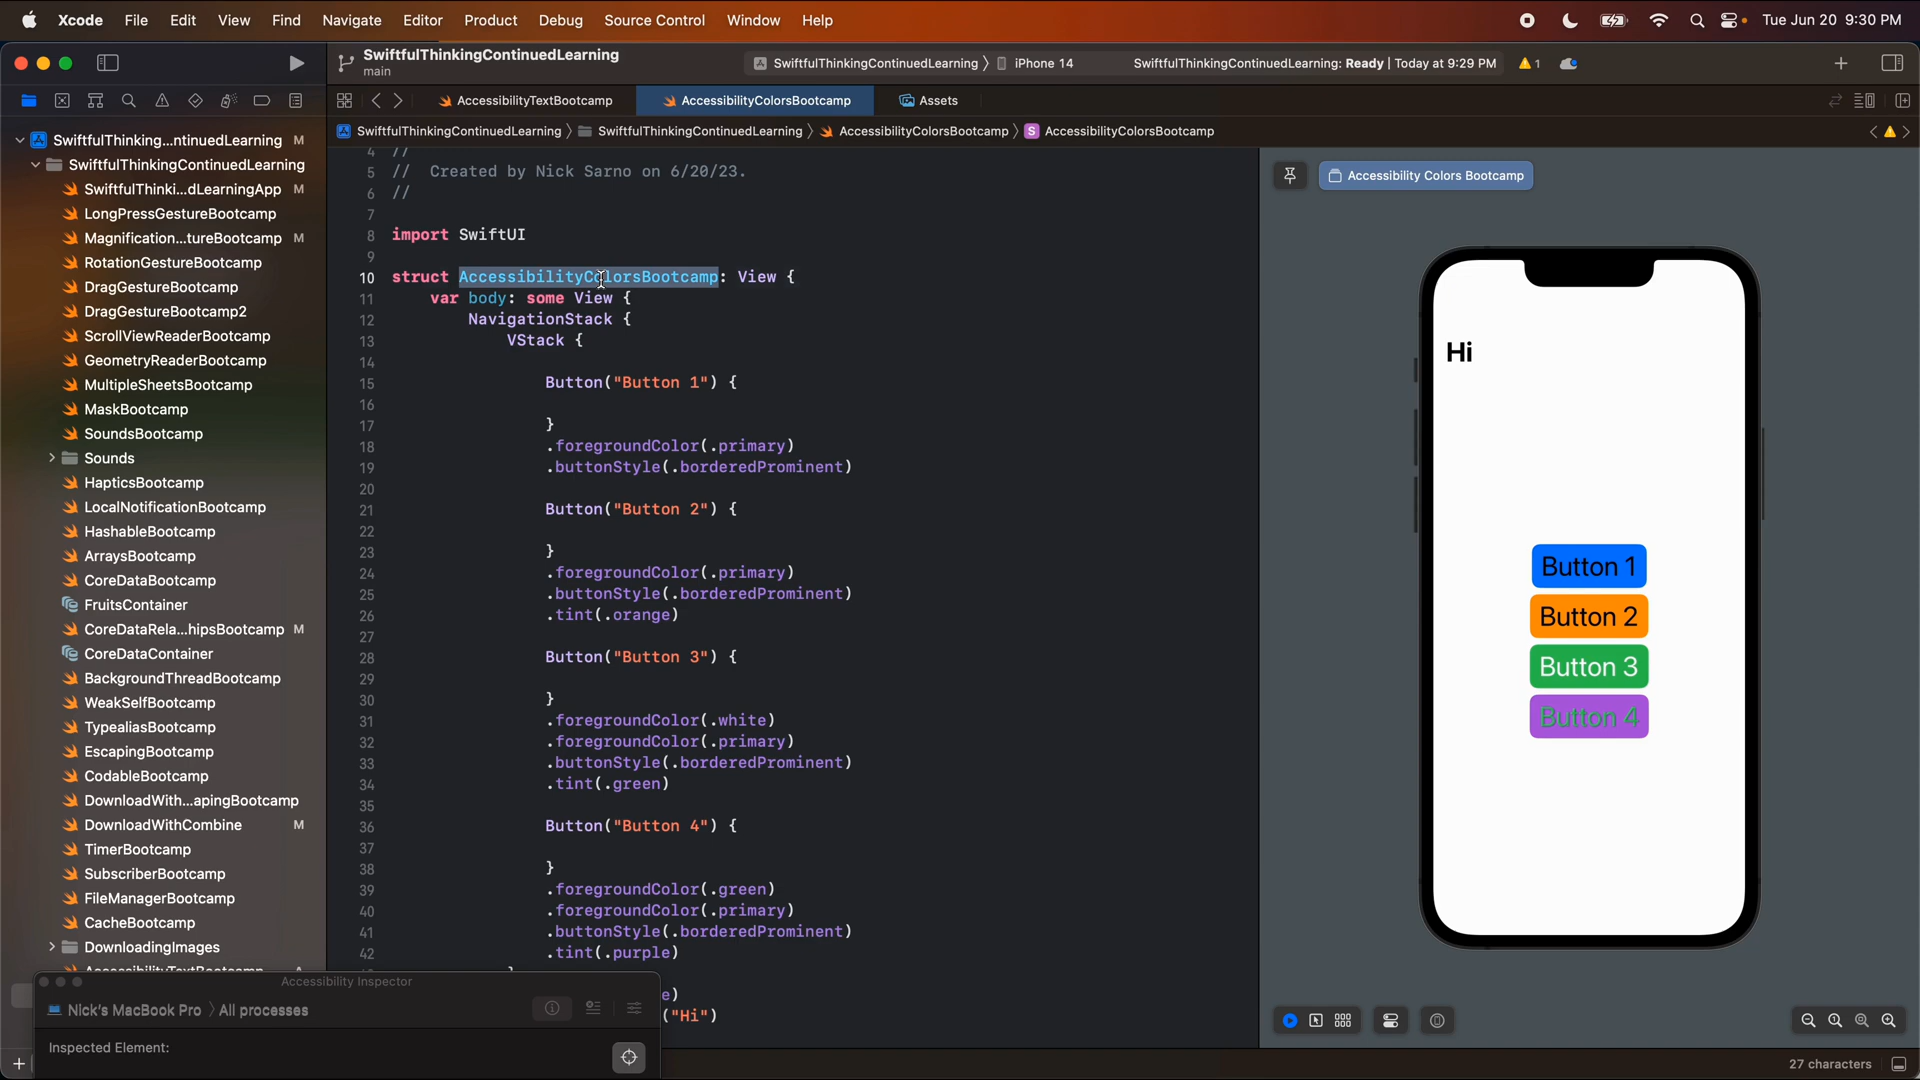 Xcode File Edit View Find Navigate Editor Product Debug Source Control Window Help Tue Jun 20 9:30 PM
SwiftfulThinkingContinuedLearning
main
SwiftfulThinkingContinuedLearning 〉 iPhone 14
SwiftfulThinkingContinuedLearning: Ready | Today at 9:29 PM 1
AccessibilityTextBootcamp AccessibilityColorsBootcamp Assets
SwiftfulThinkingContinuedLearning 〉 SwiftfulThinkingContinuedLearning 〉 AccessibilityColorsBootcamp 〉 S AccessibilityColorsBootcamp
SwiftfulThinking...ntinuedLearning M
SwiftfulThinkingContinuedLearning
SwiftfulThinki...dLearningApp M
LongPressGestureBootcamp
Magnification...tureBootcamp M
RotationGestureBootcamp
DragGestureBootcamp
DragGestureBootcamp2
ScrollViewReaderBootcamp
GeometryReaderBootcamp
MultipleSheetsBootcamp
MaskBootcamp
SoundsBootcamp
Sounds
HapticsBootcamp
LocalNotificationBootcamp
HashableBootcamp
ArraysBootcamp
CoreDataBootcamp
FruitsContainer
CoreDataRela...hipsBootcamp M
CoreDataContainer
BackgroundThreadBootcamp
WeakSelfBootcamp
TypealiasBootcamp
EscapingBootcamp
CodableBootcamp
DownloadWith...apingBootcamp
DownloadWithCombine M
TimerBootcamp
SubscriberBootcamp
FileManagerBootcamp
CacheBootcamp
DownloadingImages
4 //
5 // Created by Nick Sarno on 6/20/23.
6 //
7
8 import SwiftUI
9
10 struct AccessibilityColorsBootcamp: View {
11 var body: some View {
12 NavigationStack {
13 VStack {
14
15 Button("Button 1") {
16
17 }
18 .foregroundColor(.primary)
19 .buttonStyle(.borderedProminent)
20
21 Button("Button 2") {
22
23 }
24 .foregroundColor(.primary)
25 .buttonStyle(.borderedProminent)
26 .tint(.orange)
27
28 Button("Button 3") {
29
30 }
31 .foregroundColor(.white)
32 .foregroundColor(.primary)
33 .buttonStyle(.borderedProminent)
34 .tint(.green)
35
36 Button("Button 4") {
37
38 }
39 .foregroundColor(.green)
40 .foregroundColor(.primary)
41 .buttonStyle(.borderedProminent)
42 .tint(.purple)
}
e)
("Hi")
Accessibility Colors Bootcamp
Hi
Button 1
Button 2
Button 3
Button 4
Accessibility Inspector
Nick's MacBook Pro 〉 All processes
Inspected Element:
27 characters